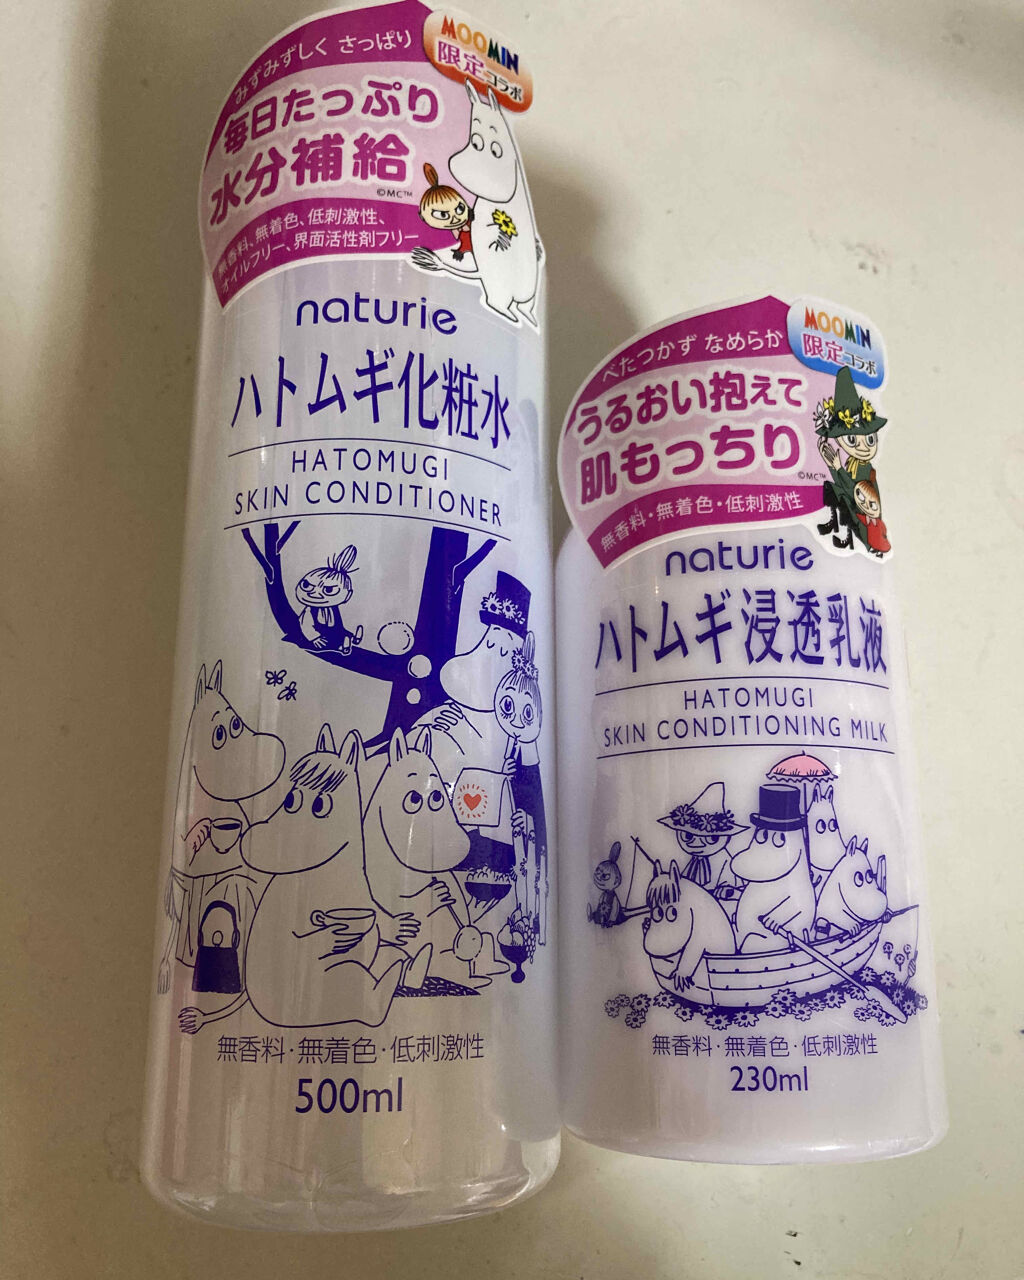 みずみずしく さっぱり
毎日たっぷり
水分補給
©MC™
無香料、無着色、低刺激性、
オイルフリー、界面活性剤フリー
MOOMIN
限定コラボ
naturie
ハトムギ化粧水
HATOMUGI
SKIN CONDITIONER
無香料・無着色・低刺激性
500ml
べたつかず なめらか
うるおい抱えて
肌もっちり
©MC™
無香料・無着色・低刺激性
MOOMIN
限定コラボ
naturie
ハトムギ浸透乳液
HATOMUGI
SKIN CONDITIONING MILK
無香料・無着色・低刺激性
230ml